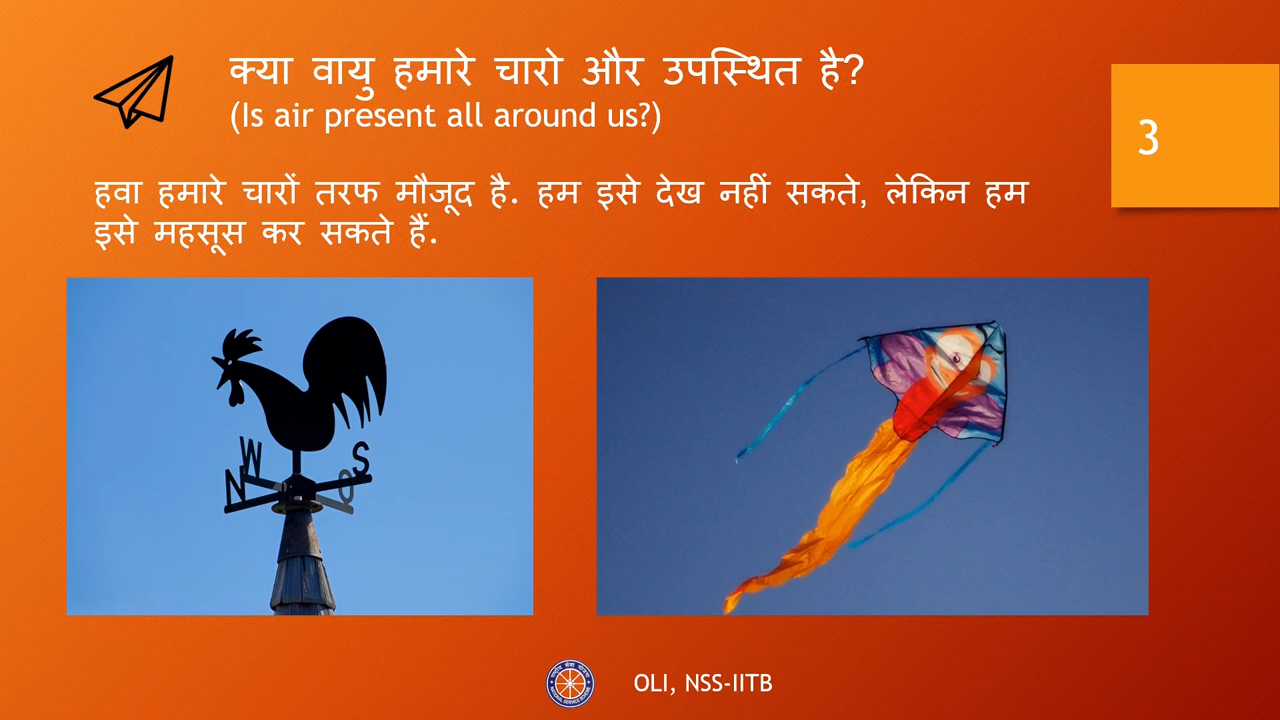 क्या वायु हमारे चारो और उपस्थित है?
(Is air present all around us?)
3
हवा हमारे चारों तरफ मौजूद है. हम इसे देख नहीं सकते, लेकिन हम
इसे महसूस कर सकते हैं.
W
N
S
O
OLI, NSS-IITB